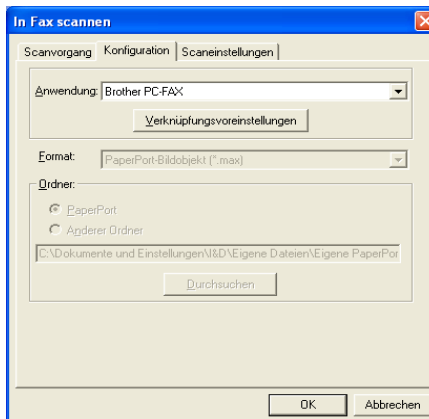 In Fax scannen
Scanvorgang Konfiguration Scaneinstellungen
Anwendung: Brother PC-FAX
Verknüpfungsvoreinstellungen
Format: PaperPort-Bildobjekt (*.max)
Ordner:
PaperPort
Anderer Ordner
C:\Dokumente und Einstellungen\I&D\Eigene Dateien\Eigene PaperPor
Durchsuchen
OK Abbrechen